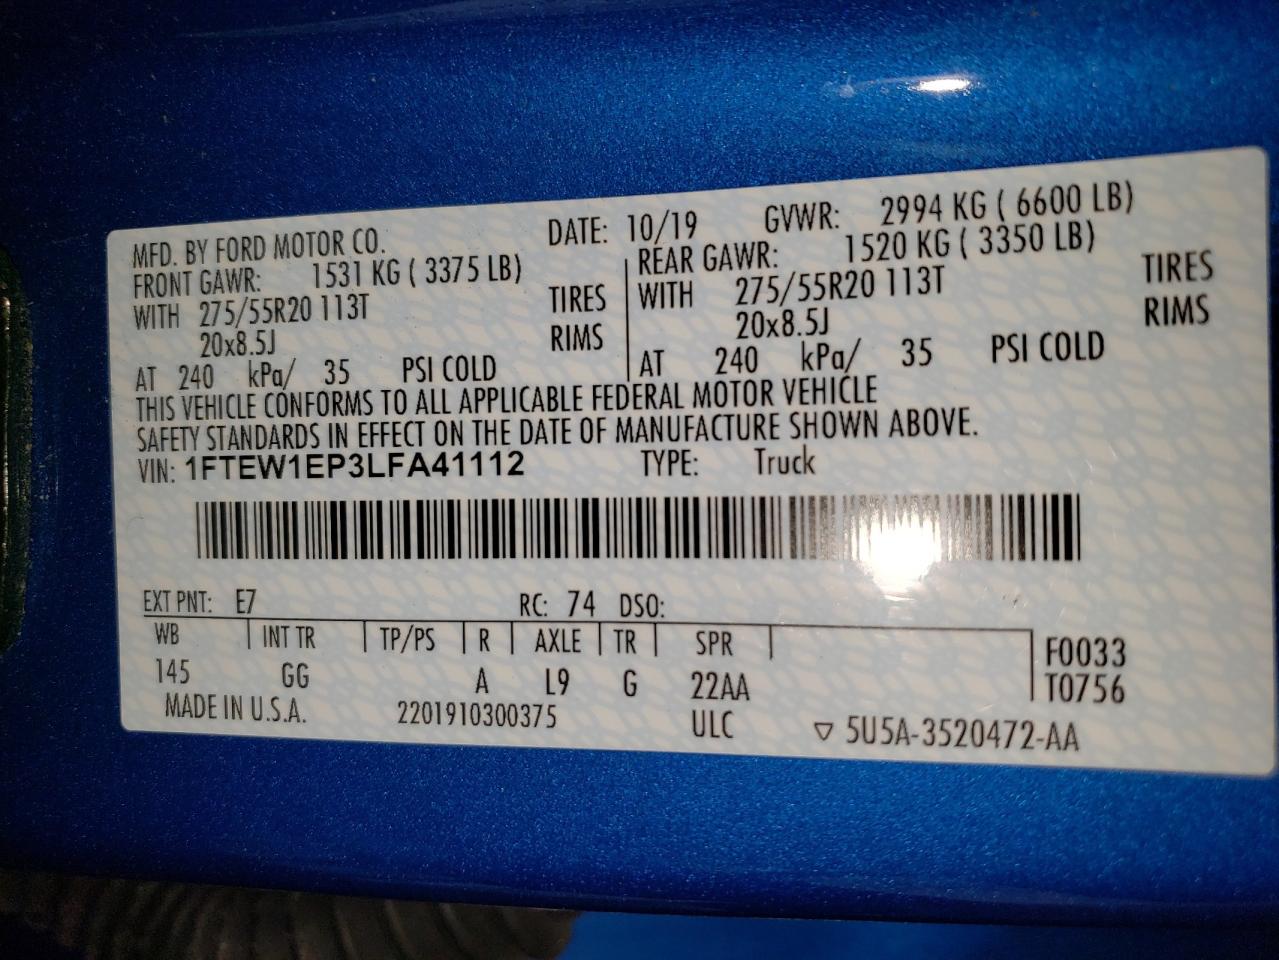 MFD. BY FORD MOTOR CO. DATE: 10/19 GVWR: 2994 KG ( 6600 LB)
FRONT GAWR: 1531 KG ( 3375 LB) REAR GAWR: 1520 KG ( 3350 LB)
WITH 275/55R20 113T TIRES WITH 275/55R20 113T TIRES
20x8.5J RIMS 20x8.5J RIMS
AT 240 kPa/ 35 PSI COLD AT 240 kPa/ 35 PSI COLD
THIS VEHICLE CONFORMS TO ALL APPLICABLE FEDERAL MOTOR VEHICLE
SAFETY STANDARDS IN EFFECT ON THE DATE OF MANUFACTURE SHOWN ABOVE.
VIN: 1FTEW1EP3LFA41112 TYPE: Truck
EXT PNT: E7 RC: 74 DSO:
WB INT TR TP/PS R AXLE TR SPR F0033
145 GG A L9 G 22AA T0756
MADE IN U.S.A. 2201910300375 ULC ▽ 5U5A-3520472-AA